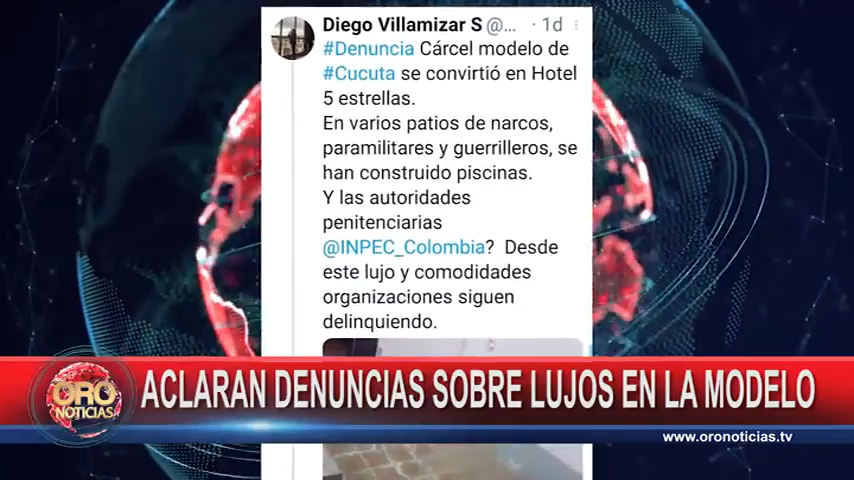 Diego Villamizar S @... · 1d
#Denuncia Cárcel modelo de
#Cucuta se convirtió en Hotel
5 estrellas.
En varios patios de narcos,
paramilitares y guerrilleros, se
han construido piscinas.
Y las autoridades
penitenciarias
@INPEC_Colombia? Desde
este lujo y comodidades
organizaciones siguen
delinquiendo.
ORO
NOTICIAS
ACLARAN DENUNCIAS SOBRE LUJOS EN LA MODELO
www.oronoticias.tv